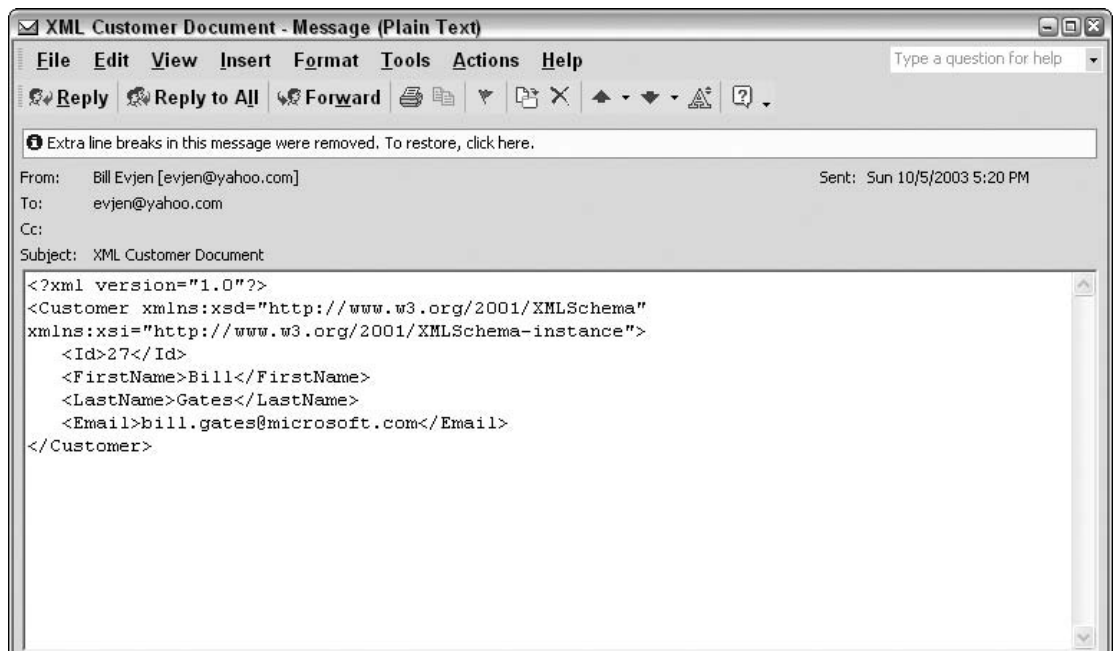 XML Customer Document - Message (Plain Text)
File Edit View Insert Format Tools Actions Help Type a question for help
Reply Reply to All Forward
Extra line breaks in this message were removed. To restore, click here.
From: Bill Evjen [evjen@yahoo.com] Sent: Sun 10/5/2003 5:20 PM
To: evjen@yahoo.com
Cc:
Subject: XML Customer Document
<?xml version="1.0"?>
<Customer xmlns:xsd="http://www.w3.org/2001/XMLSchema"
xmlns:xsi="http://www.w3.org/2001/XMLSchema-instance">
   <Id>27</Id>
   <FirstName>Bill</FirstName>
   <LastName>Gates</LastName>
   <Email>bill.gates@microsoft.com</Email>
</Customer>